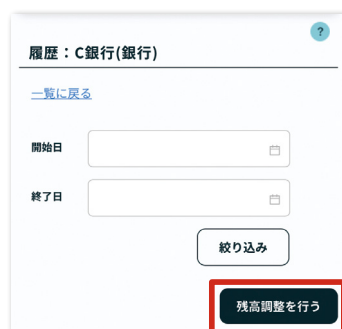 ?
履歴：C銀行(銀行)
一覧に戻る
開始日
終了日
絞り込み
残高調整を行う